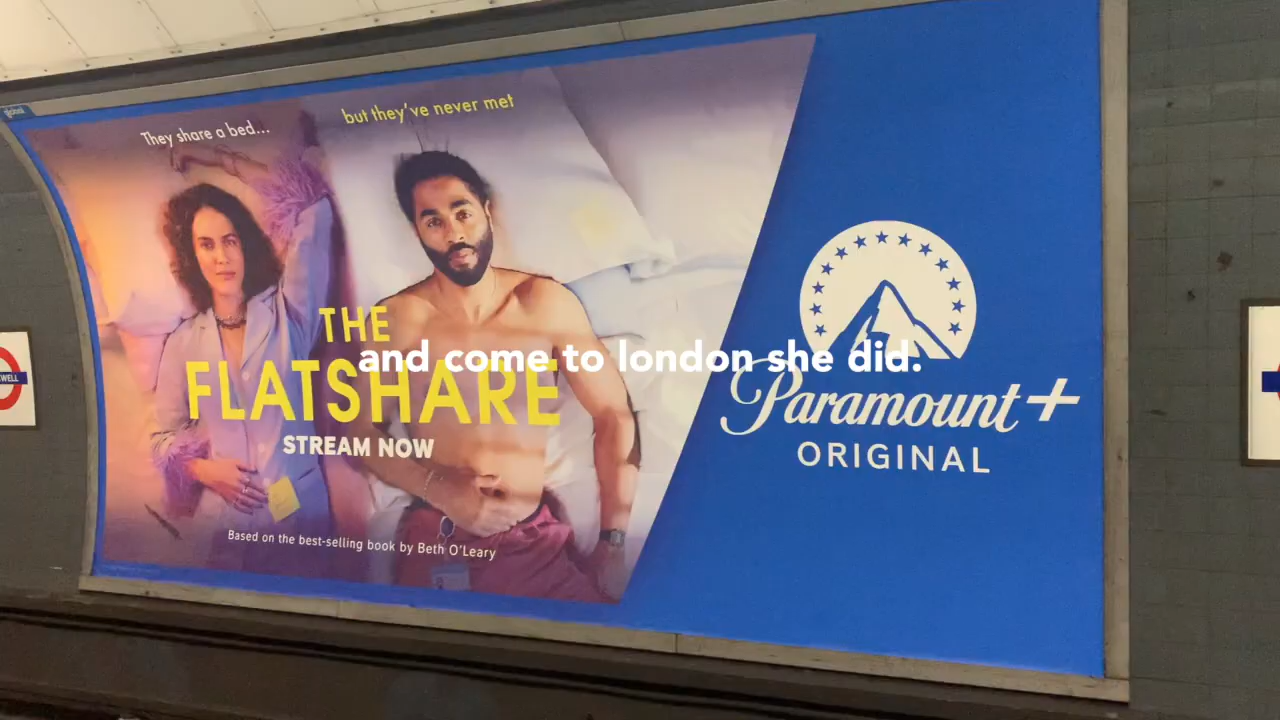 global
They share a bed...
but they've never met
THE
FLATSHARE
and come to london she did.
STREAM NOW
Based on the best-selling book by Beth O'Leary
Paramount+
ORIGINAL